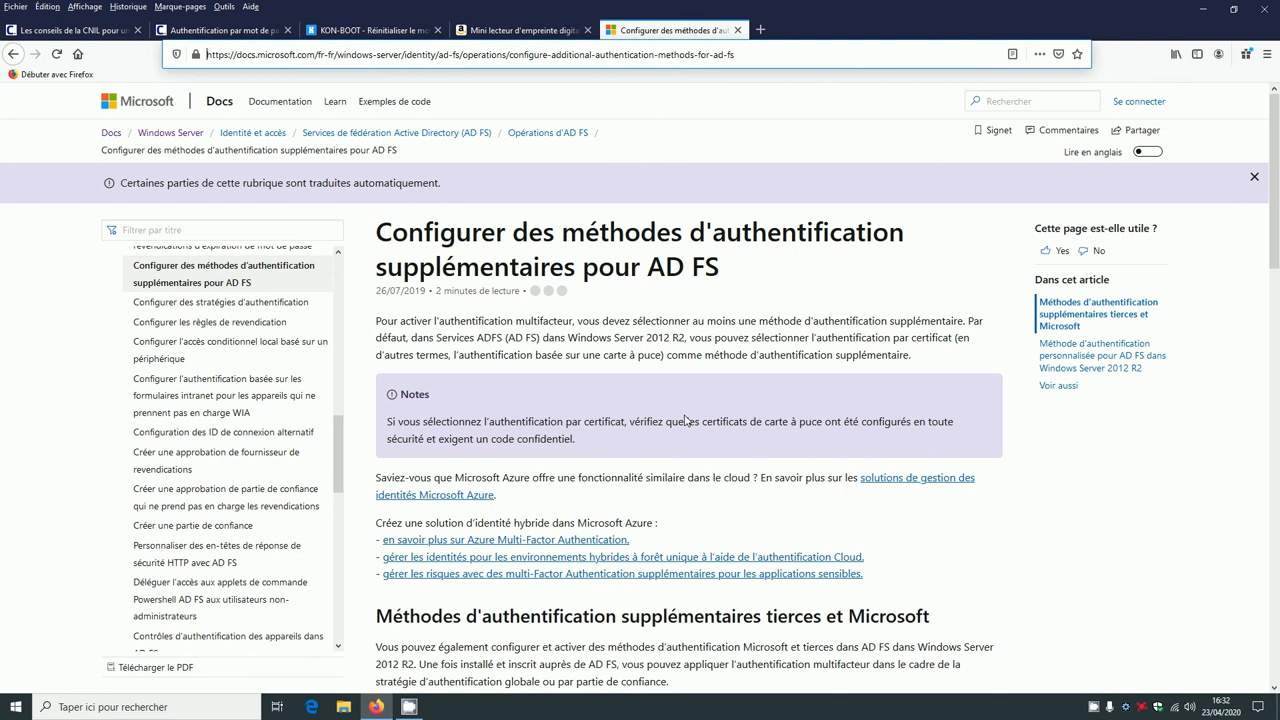 Fichier Édition Affichage Historique Marque-pages Outils Aide
Les conseils de la CNIL pour un
Authentification par mot de pa
KON-BOOT - Réinitialiser le mo
Mini lecteur d'empreinte digital
Configurer des méthodes d'aut
https://docs.microsoft.com/fr-fr/windows-server/identity/ad-fs/operations/configure-additional-authentication-methods-for-ad-fs
Débuter avec Firefox
Microsoft
Docs Documentation Learn Exemples de code
Rechercher
Se connecter
Docs / Windows Server / Identité et accès / Services de fédération Active Directory (AD FS) / Opérations d'AD FS /
Configurer des méthodes d'authentification supplémentaires pour AD FS
Signet Commentaires Partager
Lire en anglais
Certaines parties de cette rubrique sont traduites automatiquement.
Filtrer par titre
revendications d'expiration de mot de passe
Configurer des méthodes d'authentification
supplémentaires pour AD FS
Configurer des stratégies d'authentification
Configurer les règles de revendication
Configurer l'accès conditionnel local basé sur un
périphérique
Configurer l'authentification basée sur les
formulaires intranet pour les appareils qui ne
prennent pas en charge WIA
Configuration des ID de connexion alternatif
Créer une approbation de fournisseur de
revendications
Créer une approbation de partie de confiance
qui ne prend pas en charge les revendications
Créer une partie de confiance
Personnaliser des en-têtes de réponse de
sécurité HTTP avec AD FS
Déléguer l'accès aux applets de commande
Powershell AD FS aux utilisateurs non-
administrateurs
Contrôles d'authentification des appareils dans
AD FS
Télécharger le PDF
Configurer des méthodes d'authentification
supplémentaires pour AD FS
26/07/2019 • 2 minutes de lecture •
Pour activer l'authentification multifacteur, vous devez sélectionner au moins une méthode d'authentification supplémentaire. Par
défaut, dans Services ADFS (AD FS) dans Windows Server 2012 R2, vous pouvez sélectionner l'authentification par certificat (en
d'autres termes, l'authentification basée sur une carte à puce) comme méthode d'authentification supplémentaire.
Notes
Si vous sélectionnez l'authentification par certificat, vérifiez que les certificats de carte à puce ont été configurés en toute
sécurité et exigent un code confidentiel.
Saviez-vous que Microsoft Azure offre une fonctionnalité similaire dans le cloud ? En savoir plus sur les solutions de gestion des
identités Microsoft Azure.
Créez une solution d'identité hybride dans Microsoft Azure :
- en savoir plus sur Azure Multi-Factor Authentication.
- gérer les identités pour les environnements hybrides à forêt unique à l'aide de l'authentification Cloud.
- gérer les risques avec des multi-Factor Authentication supplémentaires pour les applications sensibles.
Méthodes d'authentification supplémentaires tierces et Microsoft
Vous pouvez également configurer et activer des méthodes d'authentification Microsoft et tierces dans AD FS dans Windows Server
2012 R2. Une fois installé et inscrit auprès de AD FS, vous pouvez appliquer l'authentification multifacteur dans le cadre de la
stratégie d'authentification globale ou par partie de confiance.
Cette page est-elle utile ?
Yes No
Dans cet article
Méthodes d'authentification
supplémentaires tierces et
Microsoft
Méthode d'authentification
personnalisée pour AD FS dans
Windows Server 2012 R2
Voir aussi
Taper ici pour rechercher
16:32
23/04/2020